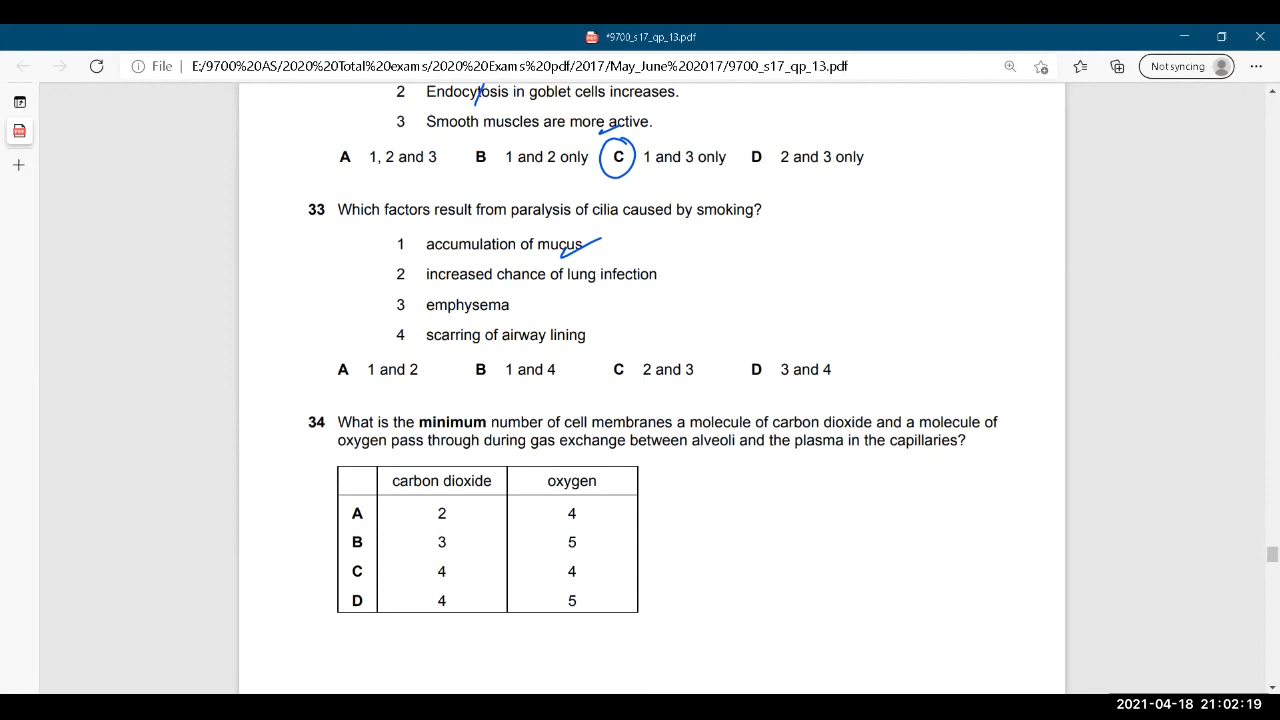 *9700_s17_qp_13.pdf
File | E:/9700%20AS/2020%20Total%20exams/2020%20Exams%20pdf/2017/May_June%202017/9700_s17_qp_13.pdf
Not syncing
2 Endocytosis in goblet cells increases.
3 Smooth muscles are more active.
A 1, 2 and 3 B 1 and 2 only C 1 and 3 only D 2 and 3 only
33 Which factors result from paralysis of cilia caused by smoking?
1 accumulation of mucus
2 increased chance of lung infection
3 emphysema
4 scarring of airway lining
A 1 and 2 B 1 and 4 C 2 and 3 D 3 and 4
34 What is the minimum number of cell membranes a molecule of carbon dioxide and a molecule of
oxygen pass through during gas exchange between alveoli and the plasma in the capillaries?
carbon dioxide oxygen
A 2 4
B 3 5
C 4 4
D 4 5
2021-04-18 21:02:19